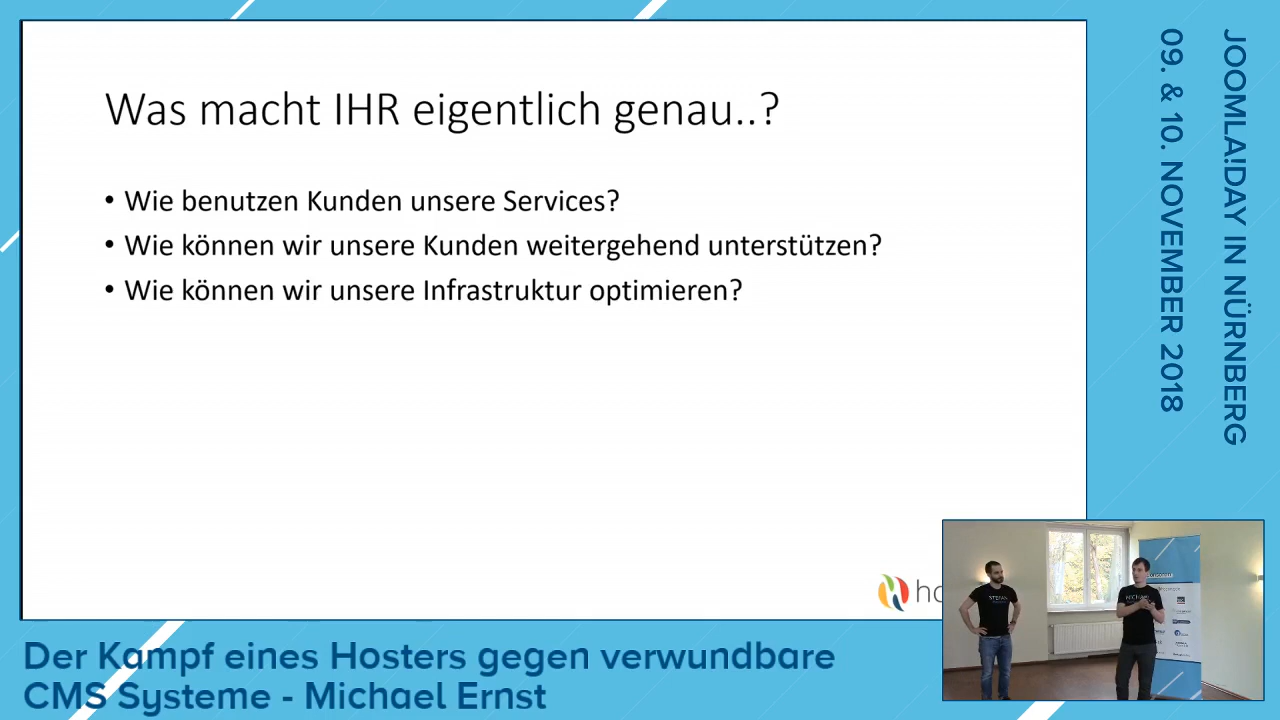 Was macht IHR eigentlich genau..?
• Wie benutzen Kunden unsere Services?
• Wie können wir unsere Kunden weitergehend unterstützen?
• Wie können wir unsere Infrastruktur optimieren?
JOOMLA!DAY IN NÜRNBERG
09. & 10. NOVEMBER 2018
STEFAN
MICHAEL
Der Kampf eines Hosters gegen verwundbare
CMS Systeme - Michael Ernst